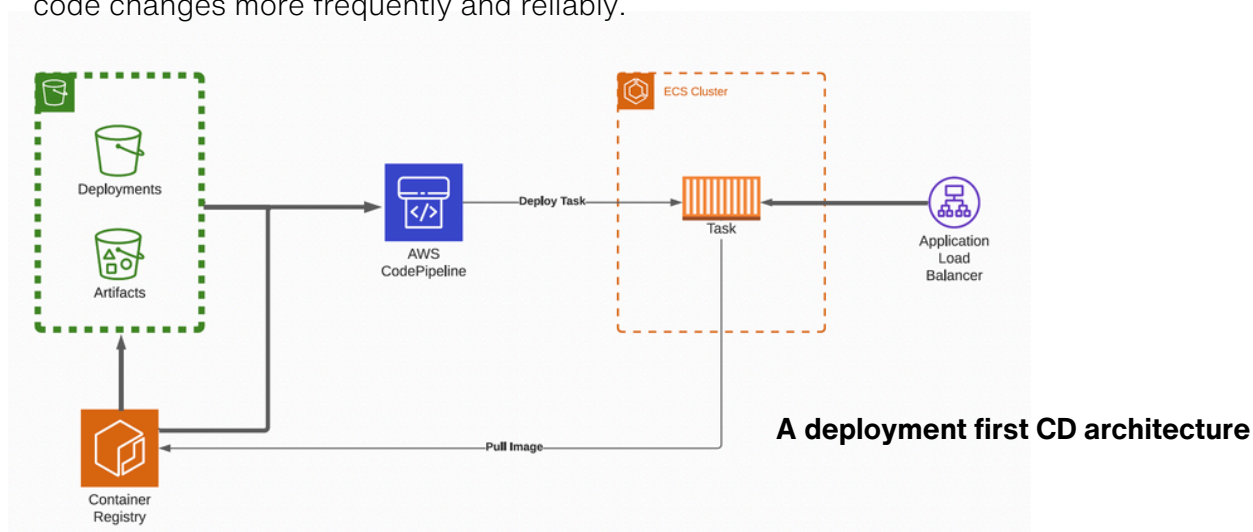 code changes more frequently and reliably.
ECS Cluster
Deployments
Artifacts
AWS
CodePipeline
Deploy Task
Task
Application
Load
Balancer
Container
Registry
Pull Image
A deployment first CD architecture